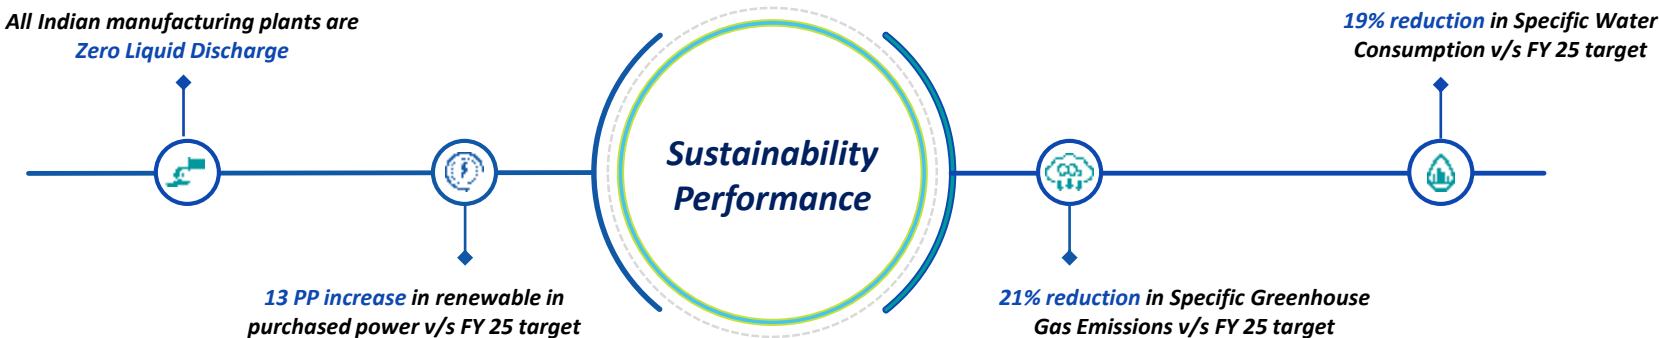 All Indian manufacturing plants are
Zero Liquid Discharge
13 PP increase in renewable in
purchased power v/s FY 25 target
Sustainability
Performance
CO₂
21% reduction in Specific Greenhouse
Gas Emissions v/s FY 25 target
19% reduction in Specific Water
Consumption v/s FY 25 target